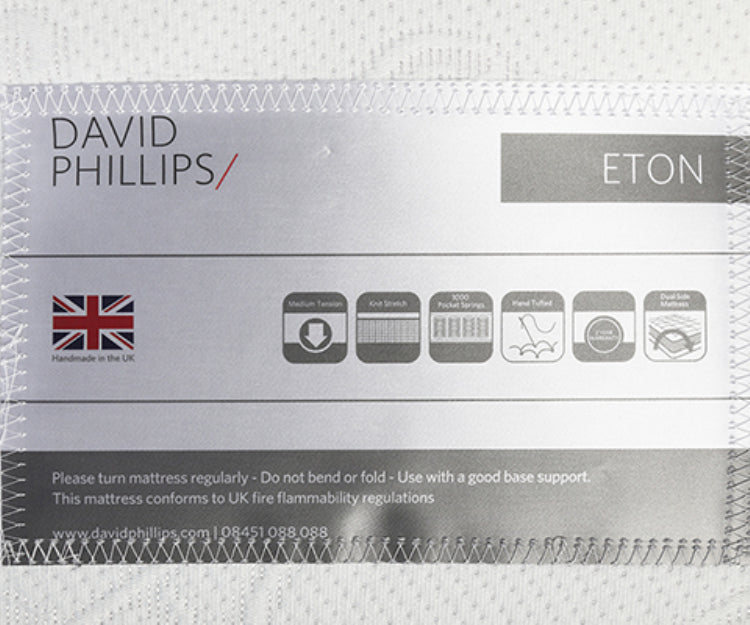 DAVID
PHILLIPS/
ETON
Medium Tension
Knit Stretch
1000
Pocket Springs
Hand Tufted
WARRANTY
Dual Side
Mattress
Handmade in the UK
Please turn mattress regularly - Do not bend or fold - Use with a good base support.
This mattress conforms to UK fire flammability regulations
www.davidphillips.com | 08451 088 088